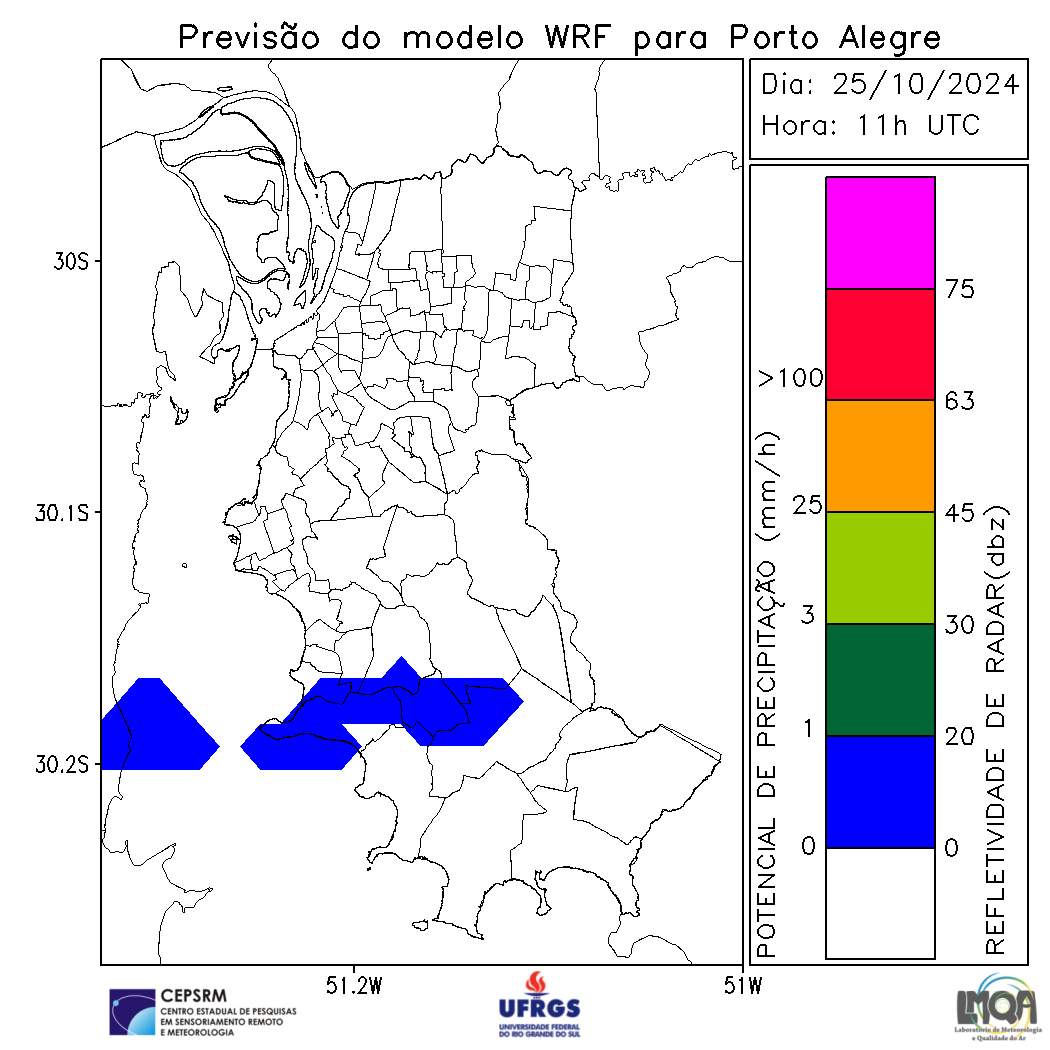 Previsão do modelo WRF para Porto Alegre
Dia: 25/10/2024
Hora: 11h UTC
30S
30.1S
30.2S
51.2W
51W
POTENCIAL DE PRECIPITAÇÃO (mm/h)
>100
25
3
1
0
75
63
45
30
20
0
REFLETIVIDADE DE RADAR(dbz)
CEPSRM
CENTRO ESTADUAL DE PESQUISAS
EM SENSORIAMENTO REMOTO
E METEOROLOGIA
UFRGS
UNIVERSIDADE FEDERAL
DO RIO GRANDE DO SUL
LMQA
Laboratório de Meteorologia
e Qualidade do Ar